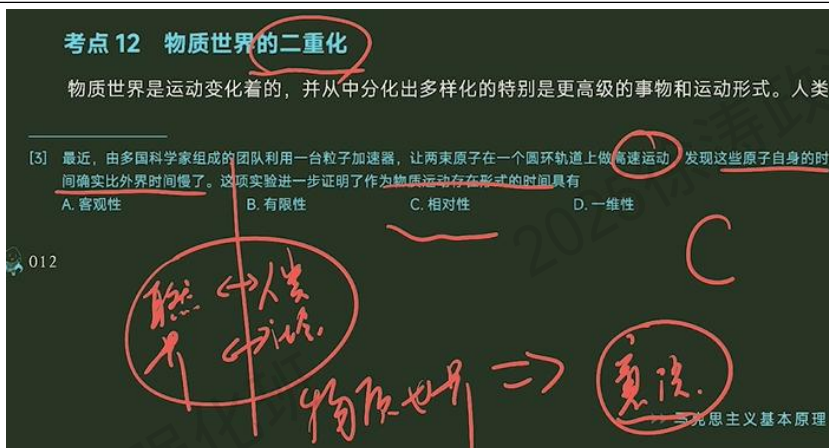 考点 12 物质世界的二重化
物质世界是运动变化着的，并从中分化出多样化的特别是更高级的事物和运动形式。人类
[3] 最近，由多国科学家组成的团队利用一台粒子加速器，让两束原子在一个圆环轨道上做高速运动，发现这些原子自身的时
间确实比外界时间慢了。这项实验进一步证明了作为物质运动存在形式的时间具有
A. 客观性 B. 有限性 C. 相对性 D. 一维性
C
012
人类
物质世界 => 意识.
马克思主义基本原理
强化班